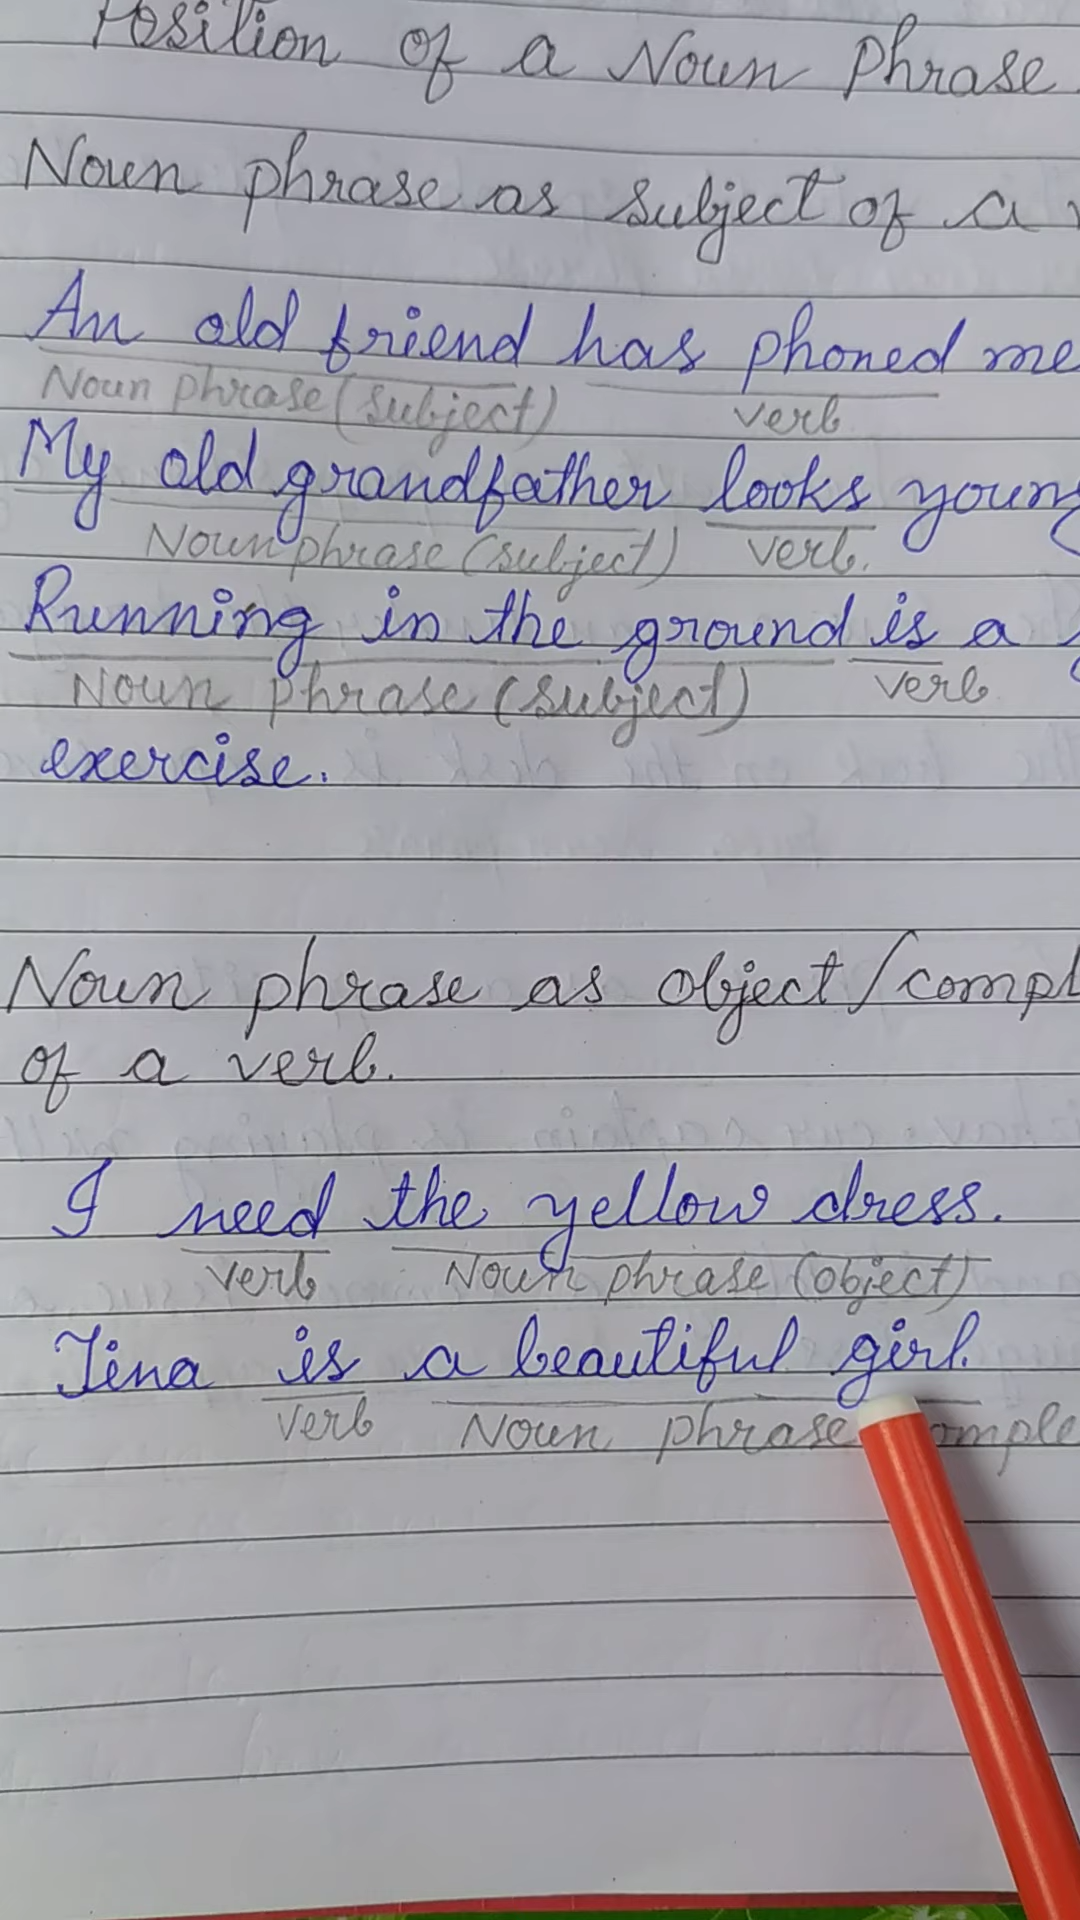 Position of a Noun Phrase
Noun phrase as subject of a
An old friend has phoned me
Noun phrase (subject) verb
My old grandfather looks young
Noun phrase (subject) verb.
Running in the ground is a
Noun phrase (subject) verb
exercise.
Noun phrase as object/compl
of a verb.
I need the yellow dress.
verb Noun phrase (object)
Tina is a beautiful girl.
verb Noun phrase omple